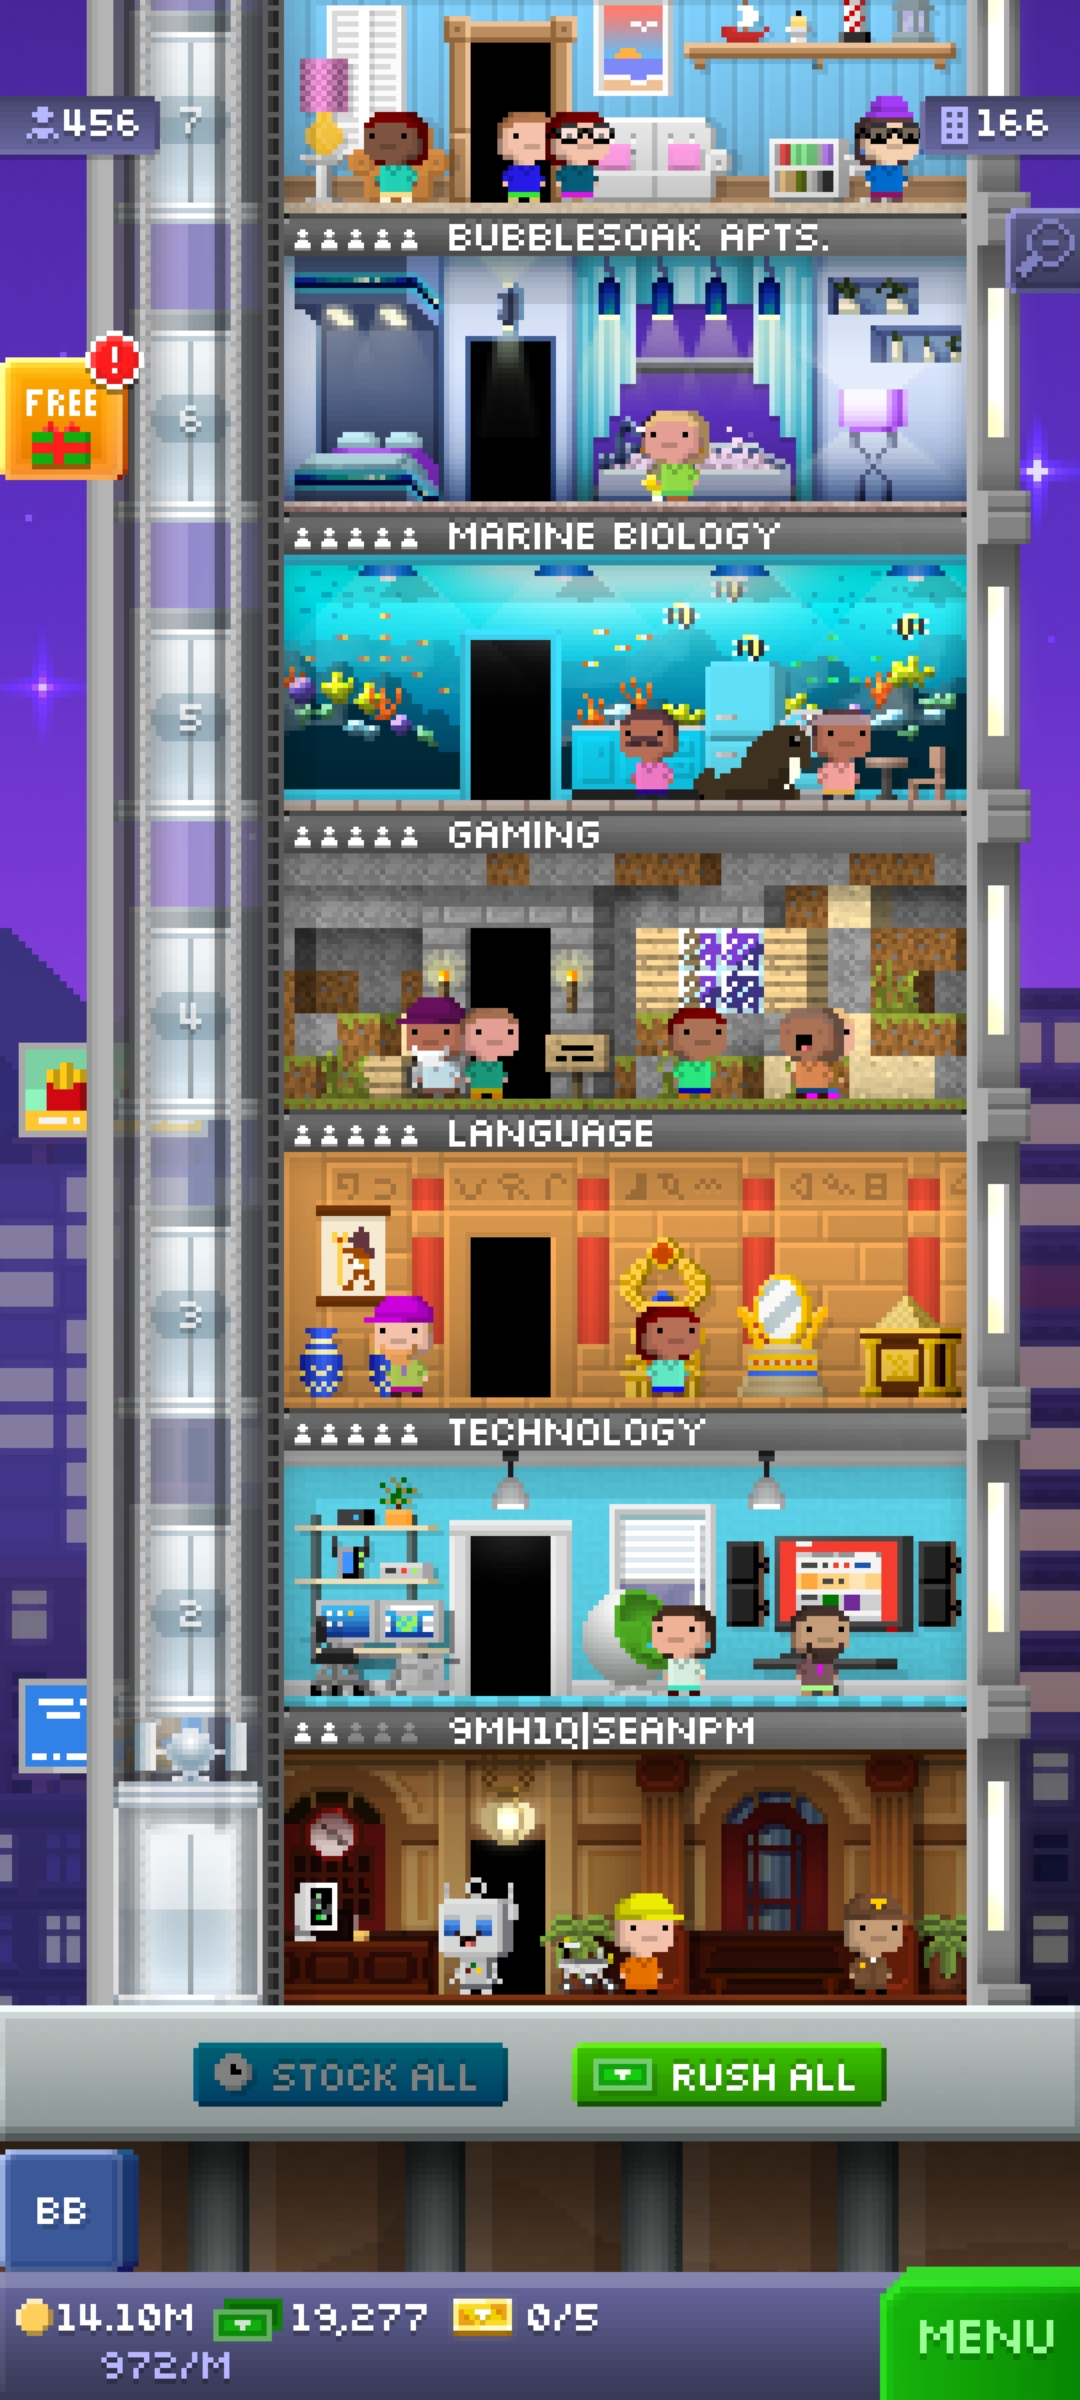 7
456
166
BUBBLESOAK APTS.
FREE
6
MARINE BIOLOGY
5
GAMING
4
LANGUAGE
3
TECHNOLOGY
2
9MH1Q|SEANPM
STOCK ALL
RUSH ALL
BB
14.10M 19,277 0/5
972/M
MENU